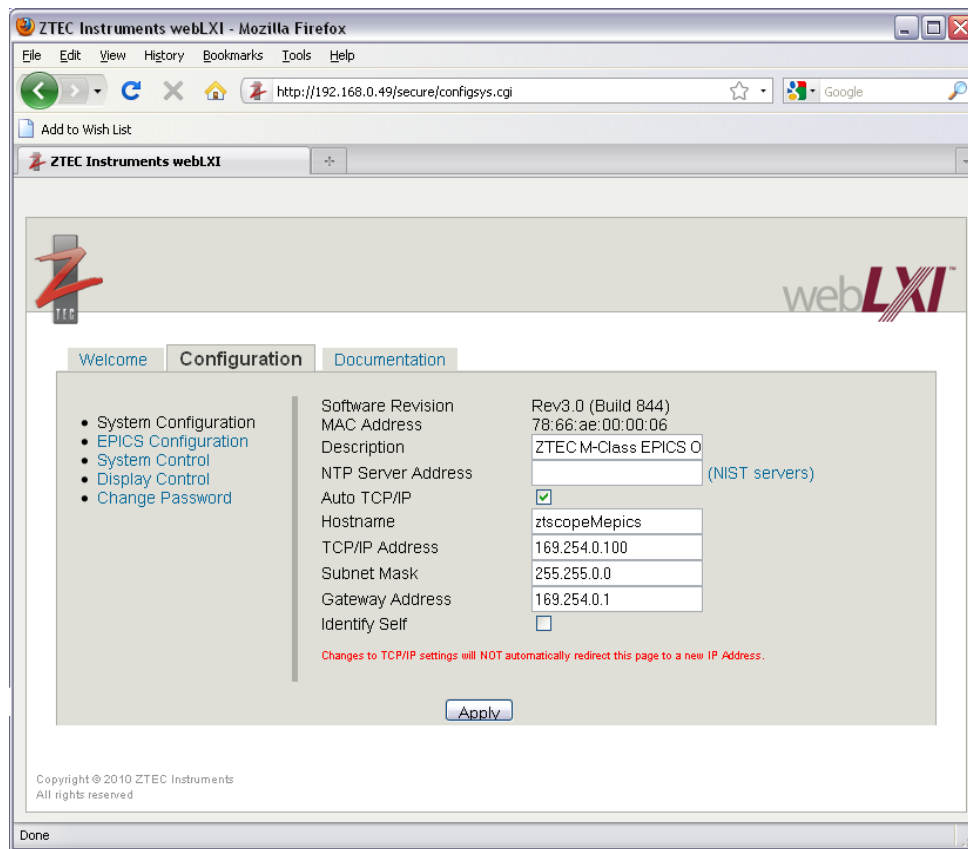 ZTEC Instruments webLXI - Mozilla Firefox
File Edit View History Bookmarks Tools Help
http://192.168.0.49/secure/configsys.cgi Google
Add to Wish List
ZTEC Instruments webLXI
Z TEC
webLXI™
Welcome Configuration Documentation
System Configuration
EPICS Configuration
System Control
Display Control
Change Password
Software Revision Rev3.0 (Build 844)
MAC Address 78:66:ae:00:00:06
Description ZTEC M-Class EPICS O
NTP Server Address (NIST servers)
Auto TCP/IP
Hostname ztscopeMepics
TCP/IP Address 169.254.0.100
Subnet Mask 255.255.0.0
Gateway Address 169.254.0.1
Identify Self
Changes to TCP/IP settings will NOT automatically redirect this page to a new IP Address.
Apply
Copyright © 2010 ZTEC Instruments
All rights reserved
Done